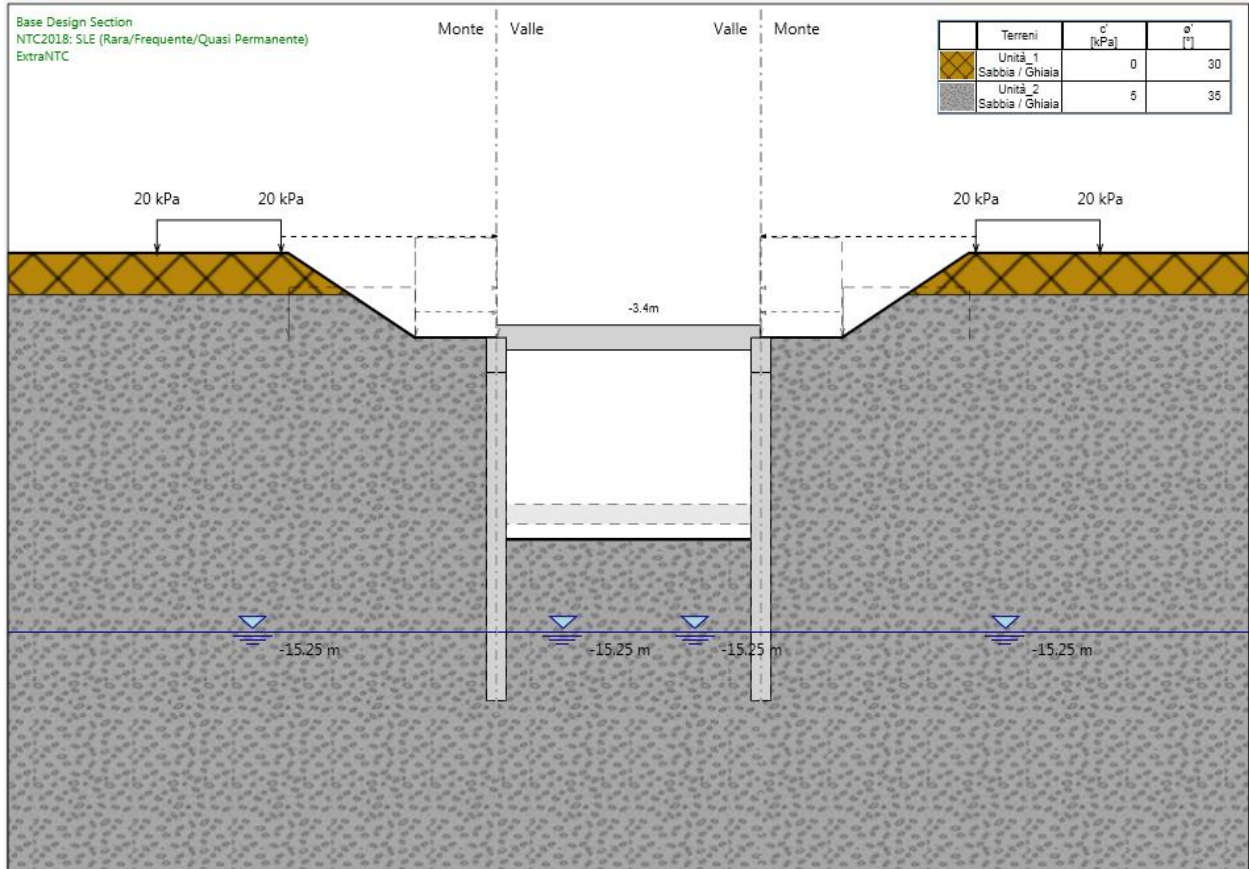 Base Design Section
NTC2018: SLE (Rara/Frequente/Quasi Permanente)
ExtraNTC
Monte Valle
Valle Monte
Terreni c' ø'
[kPa] [°]
Unità_1
Sabbia / Ghiaia 0 30
Unità_2
Sabbia / Ghiaia 5 35
20 kPa 20 kPa
20 kPa 20 kPa
-3.4m
-15.25 m -15.25 m -15.25 m -15.25 m